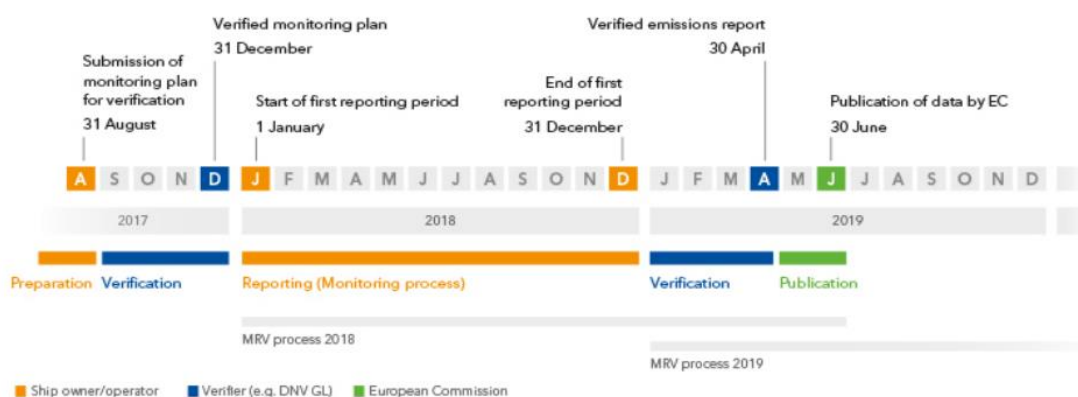 Verified monitoring plan
31 December
Verified emissions report
30 April
Submission of
monitoring plan
for verification
31 August
Start of first reporting period
1 January
End of first
reporting period
31 December
Publication of data by EC
30 June
A S O N D J F M A M J J A S O N D J F M A M J J A S O N D
2017 2018 2019
Preparation Verification Reporting (Monitoring process) Verification Publication
MRV process 2018
MRV process 2019
Ship owner/operator Verifier (e.g. DNV GL) European Commission